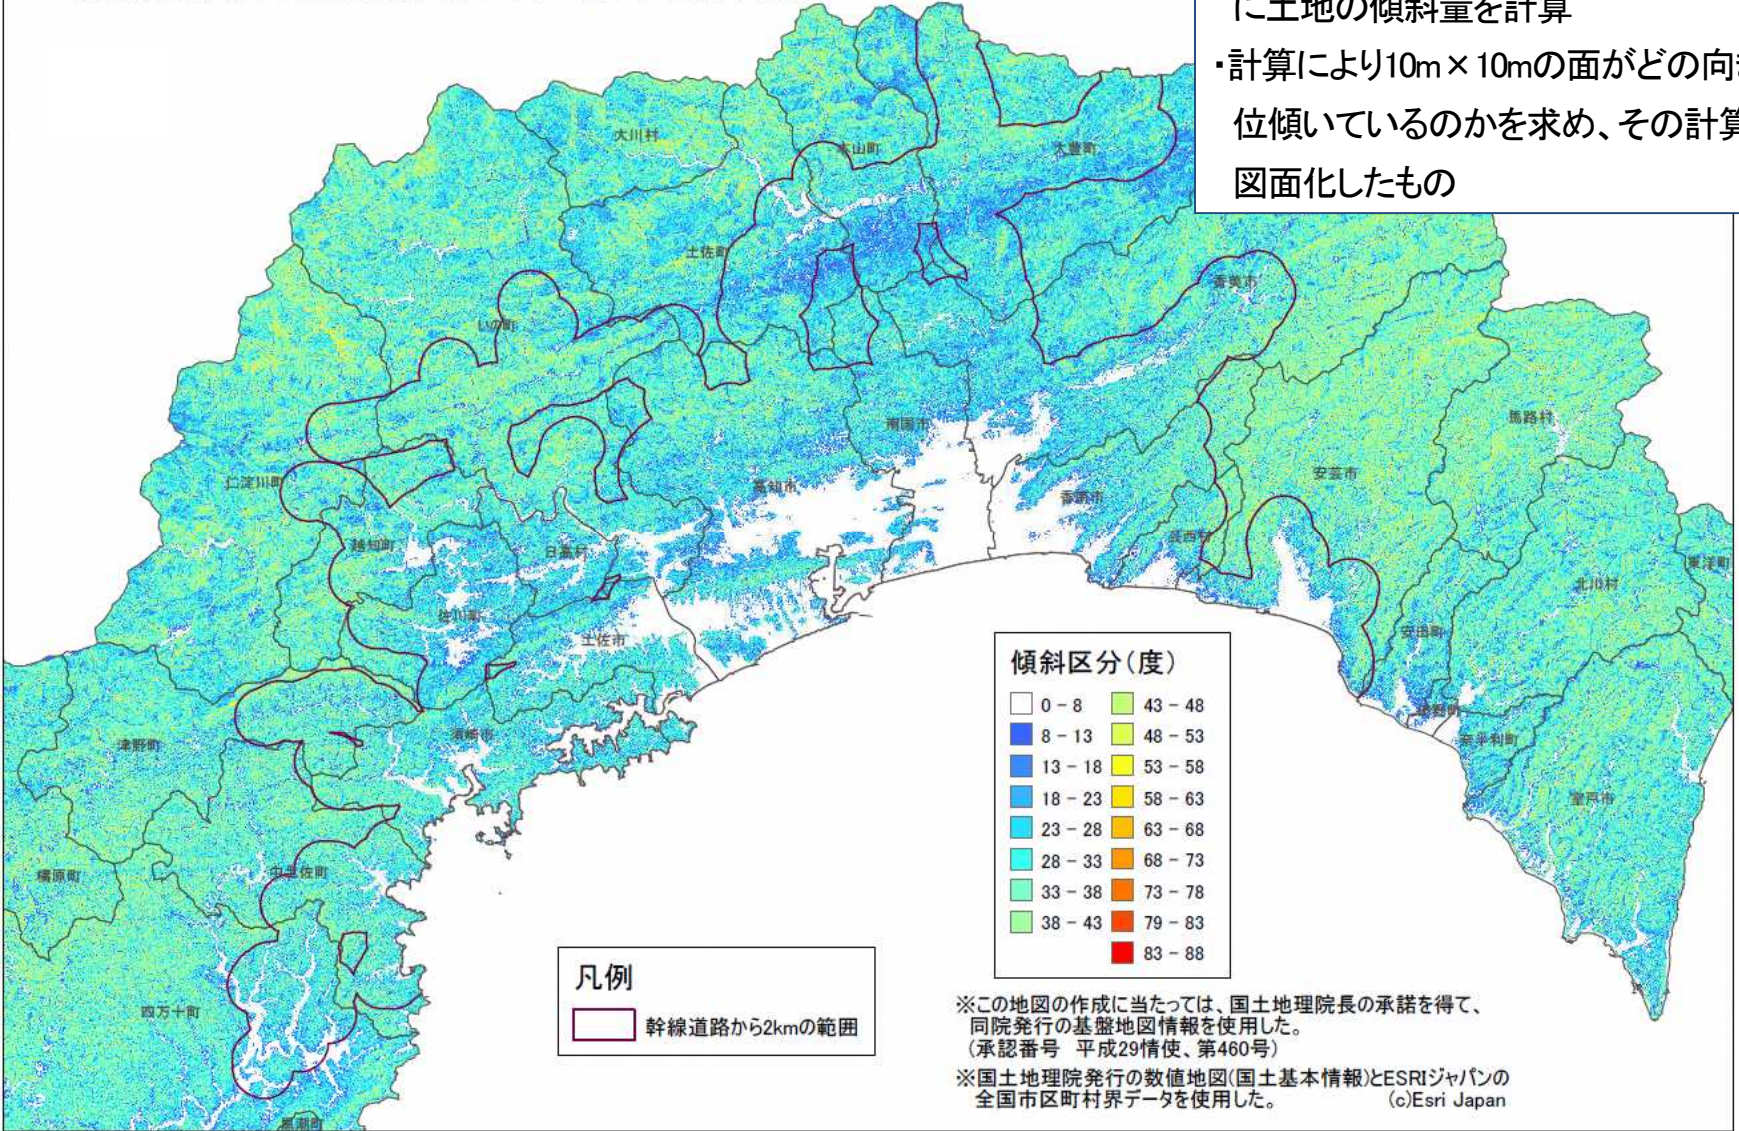 に土地の傾斜量を計算
・計算により10m×10mの面がどの向
位傾いているのかを求め、その計算
図面化したもの
大川村
本山町
大豊町
土佐町
香美市
いの町
馬路村
南国市
安芸市
仁淀川町
高知市
香南市
越知町
日高村
芸西村
東洋町
北川村
佐川町
土佐市
安田町
田野町
奈半利町
津野町
須崎市
室戸市
梼原町
中土佐町
四万十町
黒潮町
傾斜区分(度)
0 - 8
8 - 13
13 - 18
18 - 23
23 - 28
28 - 33
33 - 38
38 - 43
43 - 48
48 - 53
53 - 58
58 - 63
63 - 68
68 - 73
73 - 78
79 - 83
83 - 88
凡例
幹線道路から2kmの範囲
※この地図の作成に当たっては、国土地理院長の承諾を得て、
同院発行の基盤地図情報を使用した。
(承認番号 平成29情使、第460号)
※国土地理院発行の数値地図(国土基本情報)とESRIジャパンの
全国市区町村界データを使用した。 (c)Esri Japan